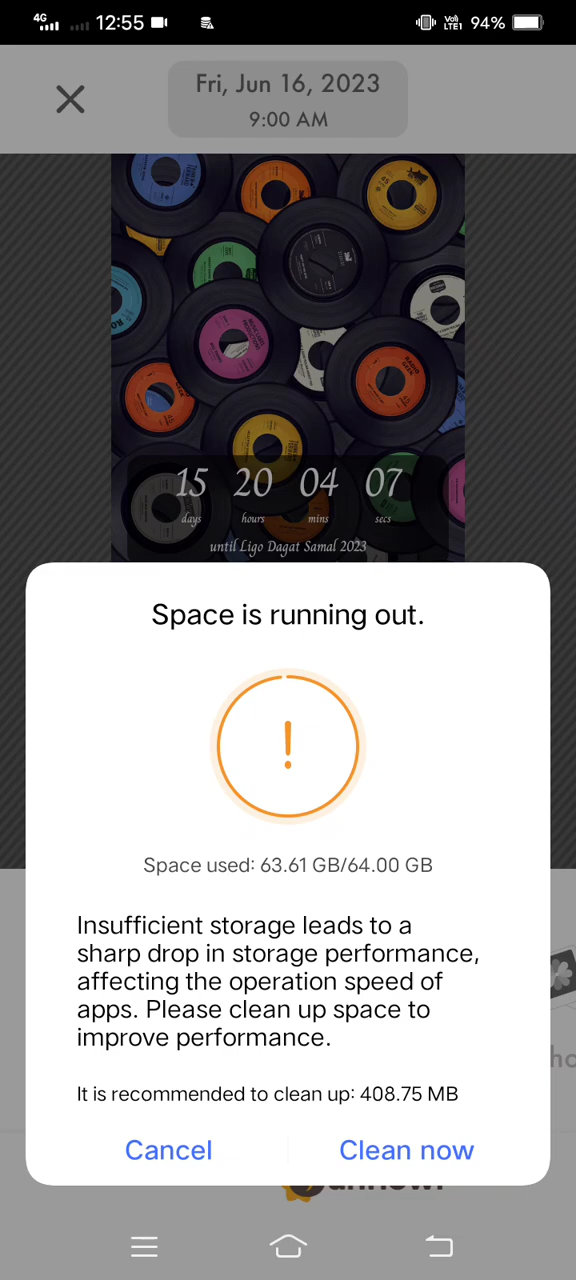 4G 12:55 Vo) LTE1 94%
Fri, Jun 16, 2023
9:00 AM
15 20 04 07
days hours mins secs
until Ligo Dagat Samal 2023
Space is running out.
!
Space used: 63.61 GB/64.00 GB
Insufficient storage leads to a
sharp drop in storage performance,
affecting the operation speed of
apps. Please clean up space to
improve performance.
It is recommended to clean up: 408.75 MB
Cancel Clean now